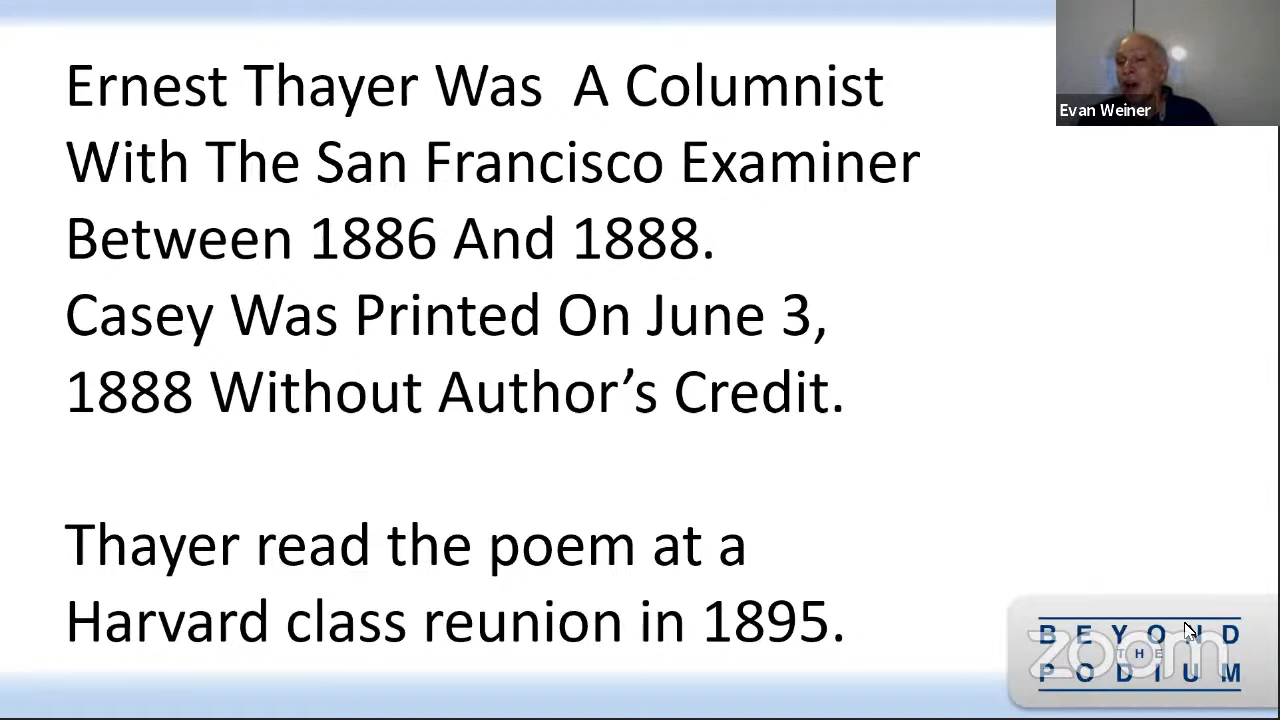 Ernest Thayer Was  A Columnist
With The San Francisco Examiner
Between 1886 And 1888.
Casey Was Printed On June 3,
1888 Without Author’s Credit.
Thayer read the poem at a
Harvard class reunion in 1895.
Evan Weiner
BEYOND
THE
PODIUM
zoom